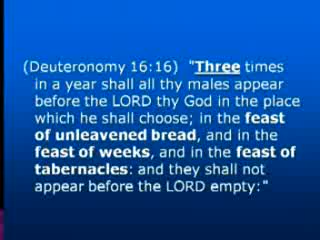 (Deuteronomy 16:16)  "Three times
in a year shall all thy males appear
before the LORD thy God in the place
which he shall choose; in the feast
of unleavened bread, and in the
feast of weeks, and in the feast of
tabernacles: and they shall not
appear before the LORD empty:"